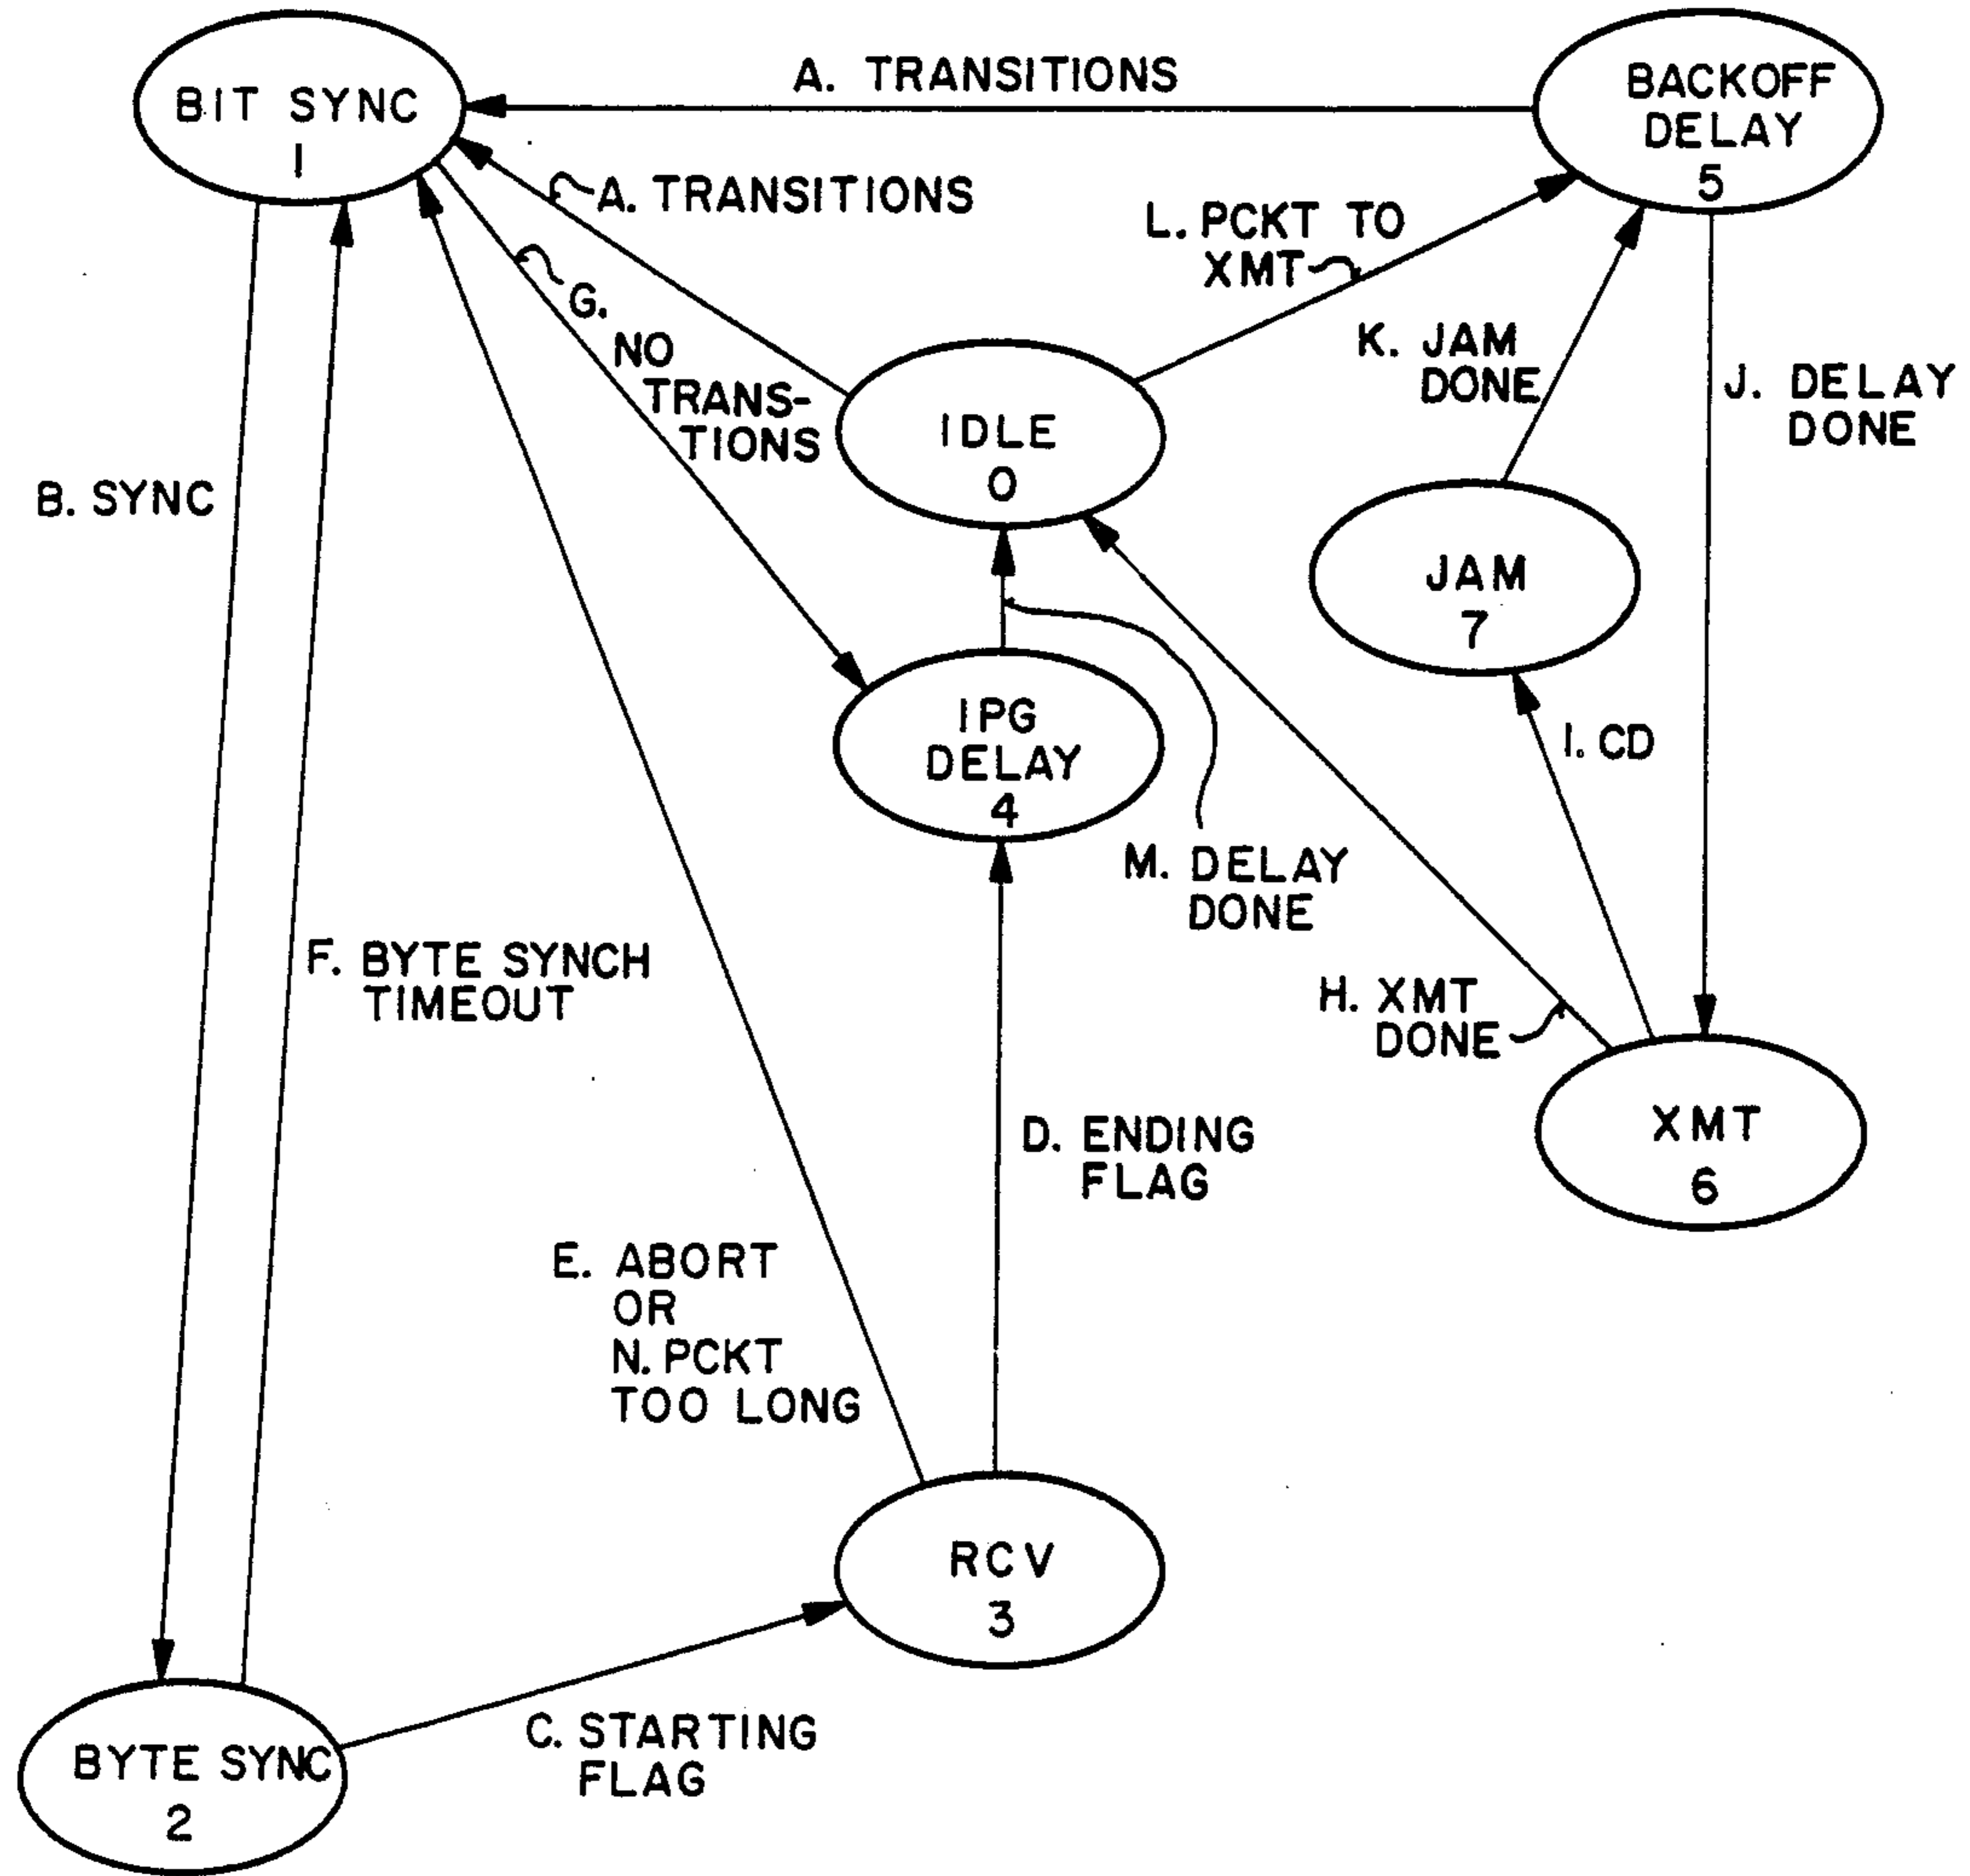 BIT SYNC
1
A. TRANSITIONS
BACKOFF
DELAY
5
A. TRANSITIONS
L. PCKT TO
XMT
G.
NO
TRANS-
TIONS
K. JAM
DONE
J. DELAY
DONE
IDLE
0
B. SYNC
JAM
7
IPG
DELAY
4
I. CD
M. DELAY
DONE
F. BYTE SYNCH
TIMEOUT
H. XMT
DONE
XMT
6
D. ENDING
FLAG
E. ABORT
OR
N. PCKT
TOO LONG
RCV
3
C. STARTING
FLAG
BYTE SYNC
2